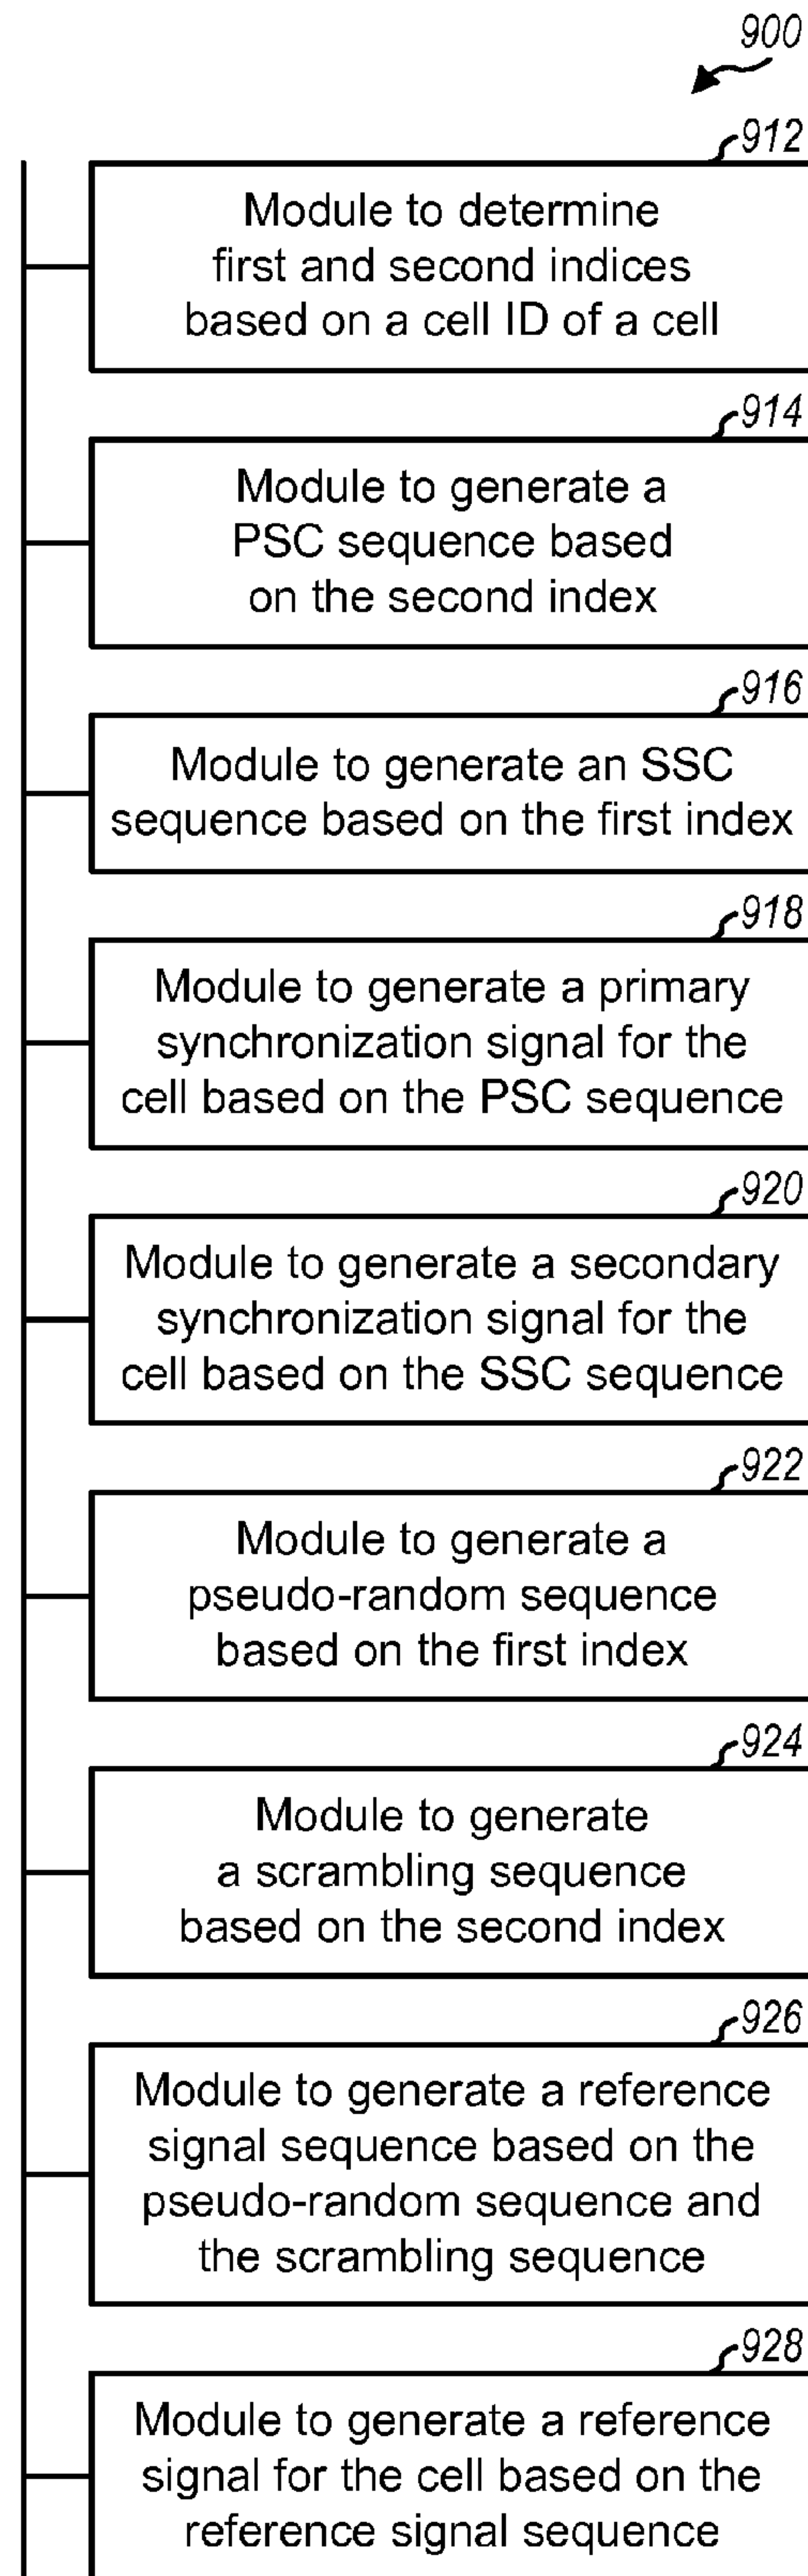 900
912
Module to determine
first and second indices
based on a cell ID of a cell
914
Module to generate a
PSC sequence based
on the second index
916
Module to generate an SSC
sequence based on the first index
918
Module to generate a primary
synchronization signal for the
cell based on the PSC sequence
920
Module to generate a secondary
synchronization signal for the
cell based on the SSC sequence
922
Module to generate a
pseudo-random sequence
based on the first index
924
Module to generate
a scrambling sequence
based on the second index
926
Module to generate a reference
signal sequence based on the
pseudo-random sequence and
the scrambling sequence
928
Module to generate a reference
signal for the cell based on the
reference signal sequence